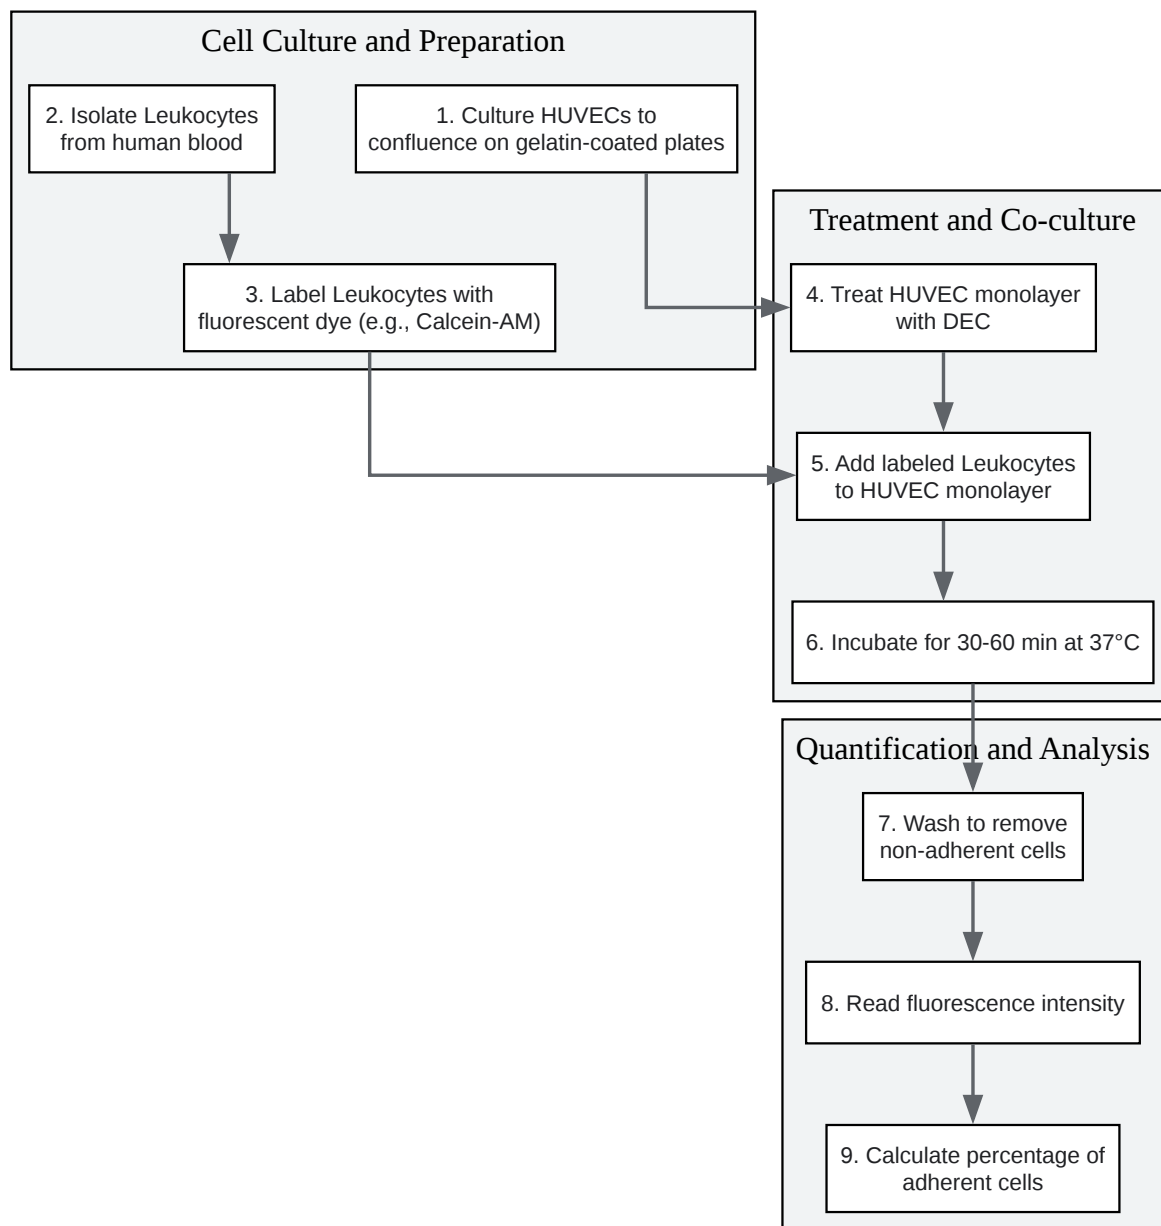 Cell Culture and Preparation
2. Isolate Leukocytes
from human blood
1. Culture HUVECs to
confluence on gelatin-coated plates
3. Label Leukocytes with
fluorescent dye (e.g., Calcein-AM)
Treatment and Co-culture
4. Treat HUVEC monolayer
with DEC
5. Add labeled Leukocytes
to HUVEC monolayer
6. Incubate for 30-60 min at 37°C
Quantification and Analysis
7. Wash to remove
non-adherent cells
8. Read fluorescence intensity
9. Calculate percentage of
adherent cells